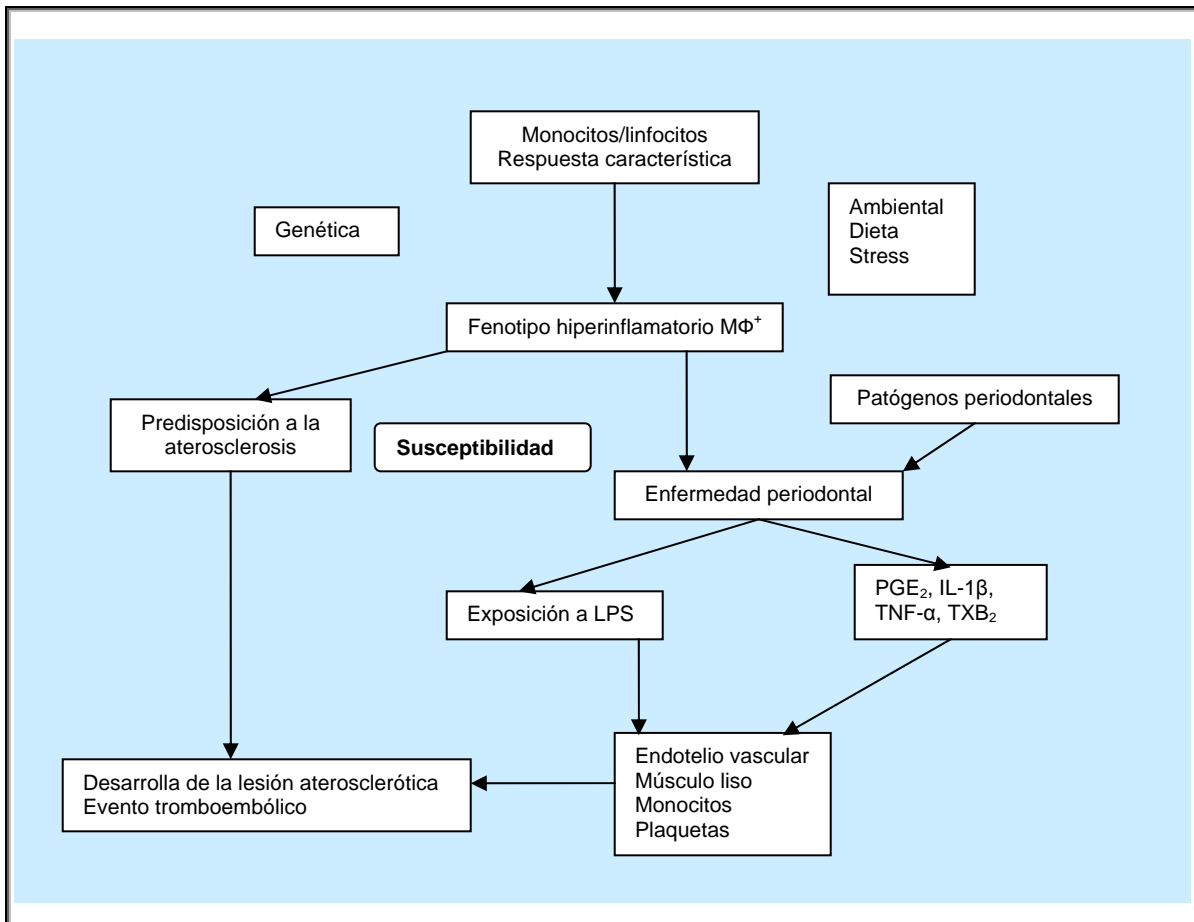 Monocitos/linfocitos
Respuesta característica
Genética
Ambiental
Dieta
Stress
Fenotipo hiperinflamatorio MΦ⁺
Patógenos periodontales
Predisposición a la
aterosclerosis
Susceptibilidad
Enfermedad periodontal
Exposición a LPS
PGE₂, IL-1β,
TNF-α, TXB₂
Endotelio vascular
Músculo liso
Monocitos
Plaquetas
Desarrolla de la lesión aterosclerótica
Evento tromboembólico